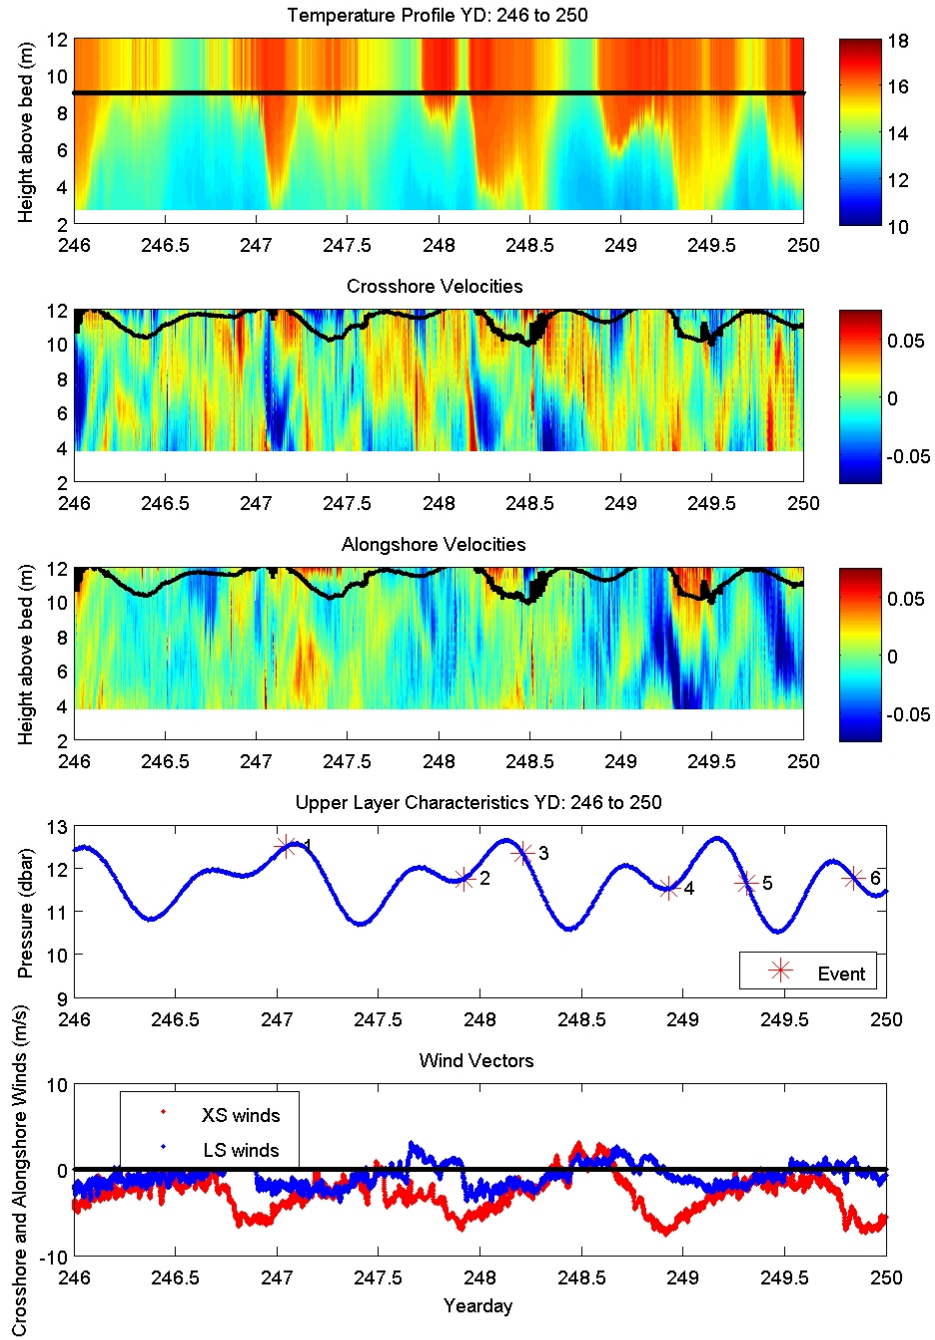 Temperature Profile YD: 246 to 250
Height above bed (m)
12
10
8
6
4
2
246 246.5 247 247.5 248 248.5 249 249.5 250
18
16
14
12
10
Crosshore Velocities
12
10
8
6
4
2
246 246.5 247 247.5 248 248.5 249 249.5 250
0.05
0
-0.05
Alongshore Velocities
Height above bed (m)
12
10
8
6
4
2
246 246.5 247 247.5 248 248.5 249 249.5 250
0.05
0
-0.05
Upper Layer Characteristics YD: 246 to 250
Pressure (dbar)
13
12
11
10
9
1
2
3
4
5
6
Event
246 246.5 247 247.5 248 248.5 249 249.5 250
Wind Vectors
Crosshore and Alongshore Winds (m/s)
10
0
-10
XS winds
LS winds
246 246.5 247 247.5 248 248.5 249 249.5 250
Yearday